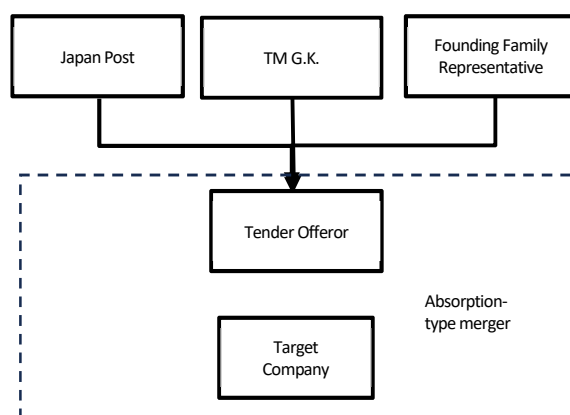 Japan Post
TM G.K.
Founding Family
Representative
Tender Offeror
Absorption-
type merger
Target
Company